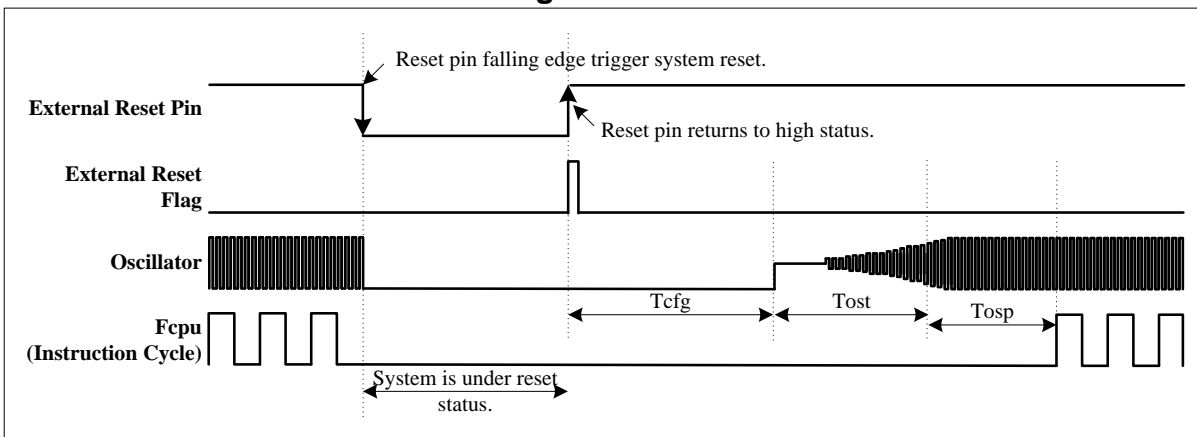 Reset pin falling edge trigger system reset.
External Reset Pin
Reset pin returns to high status.
External Reset
Flag
Oscillator
Tcfg
Tost
Tosp
Fcpu
(Instruction Cycle)
System is under reset
status.